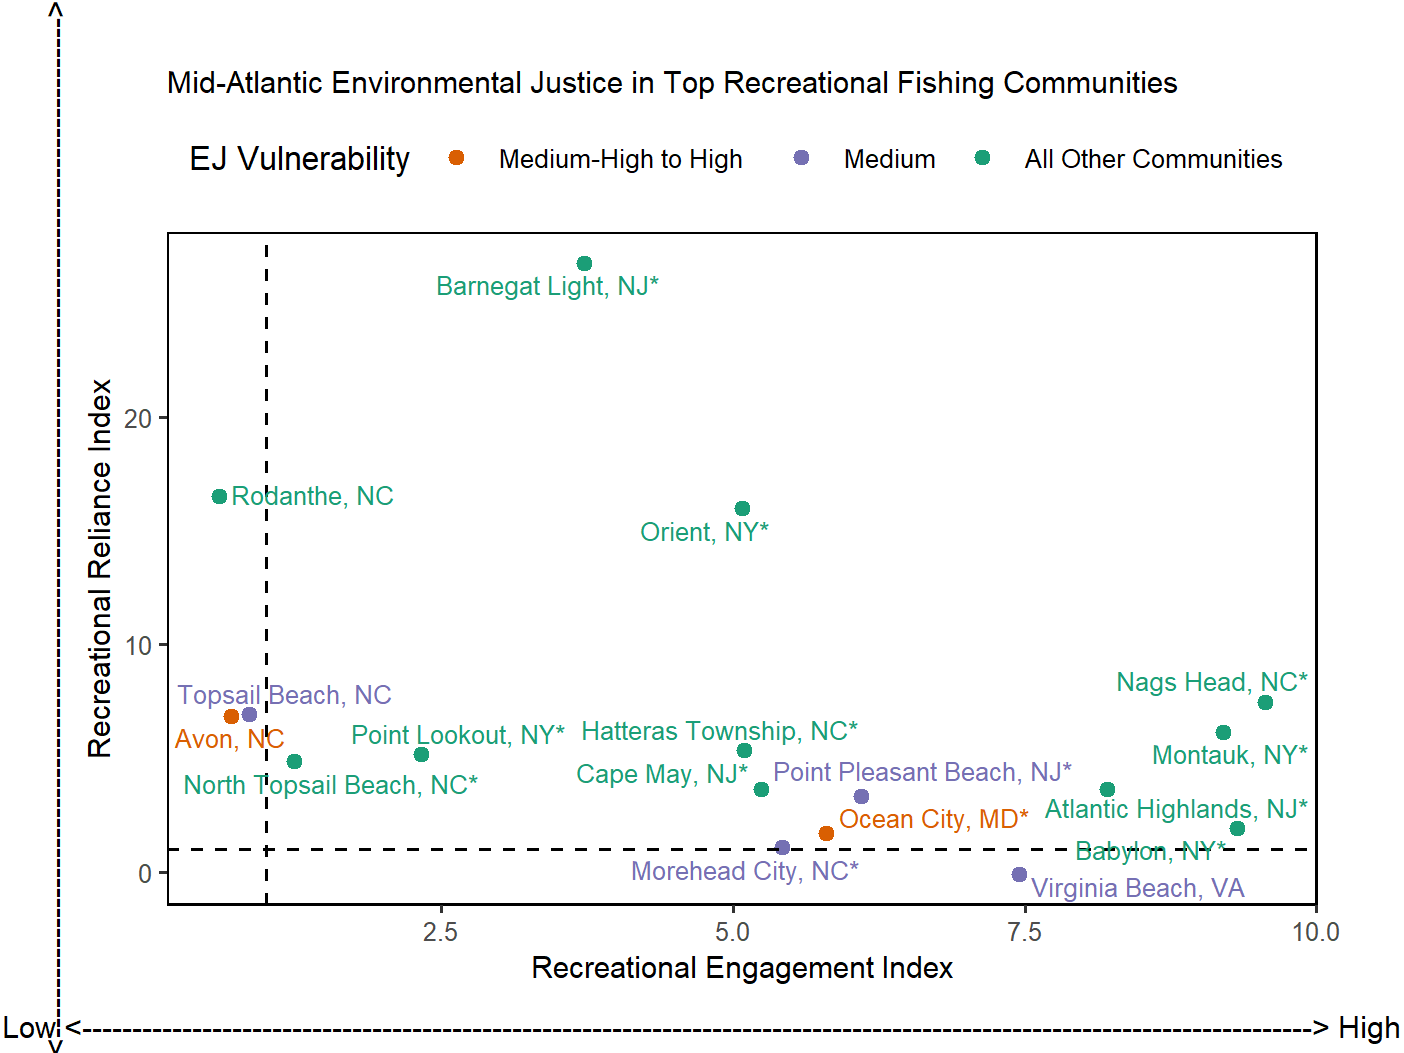 Mid-Atlantic Environmental Justice in Top Recreational Fishing Communities
EJ Vulnerability
Medium-High to High
Medium
All Other Communities
Recreational Reliance Index
20
10
0
Barnegat Light, NJ*
Rodanthe, NC
Orient, NY*
Nags Head, NC*
Topsail Beach, NC
Avon, NC
Point Lookout, NY*
Hatteras Township, NC*
Montauk, NY*
North Topsail Beach, NC*
Cape May, NJ*
Point Pleasant Beach, NJ*
Atlantic Highlands, NJ*
Ocean City, MD*
Babylon, NY*
Morehead City, NC*
Virginia Beach, VA
2.5
5.0
7.5
10.0
Recreational Engagement Index
Low <--------------------------------------------------------------------------------------------------------------------------> High